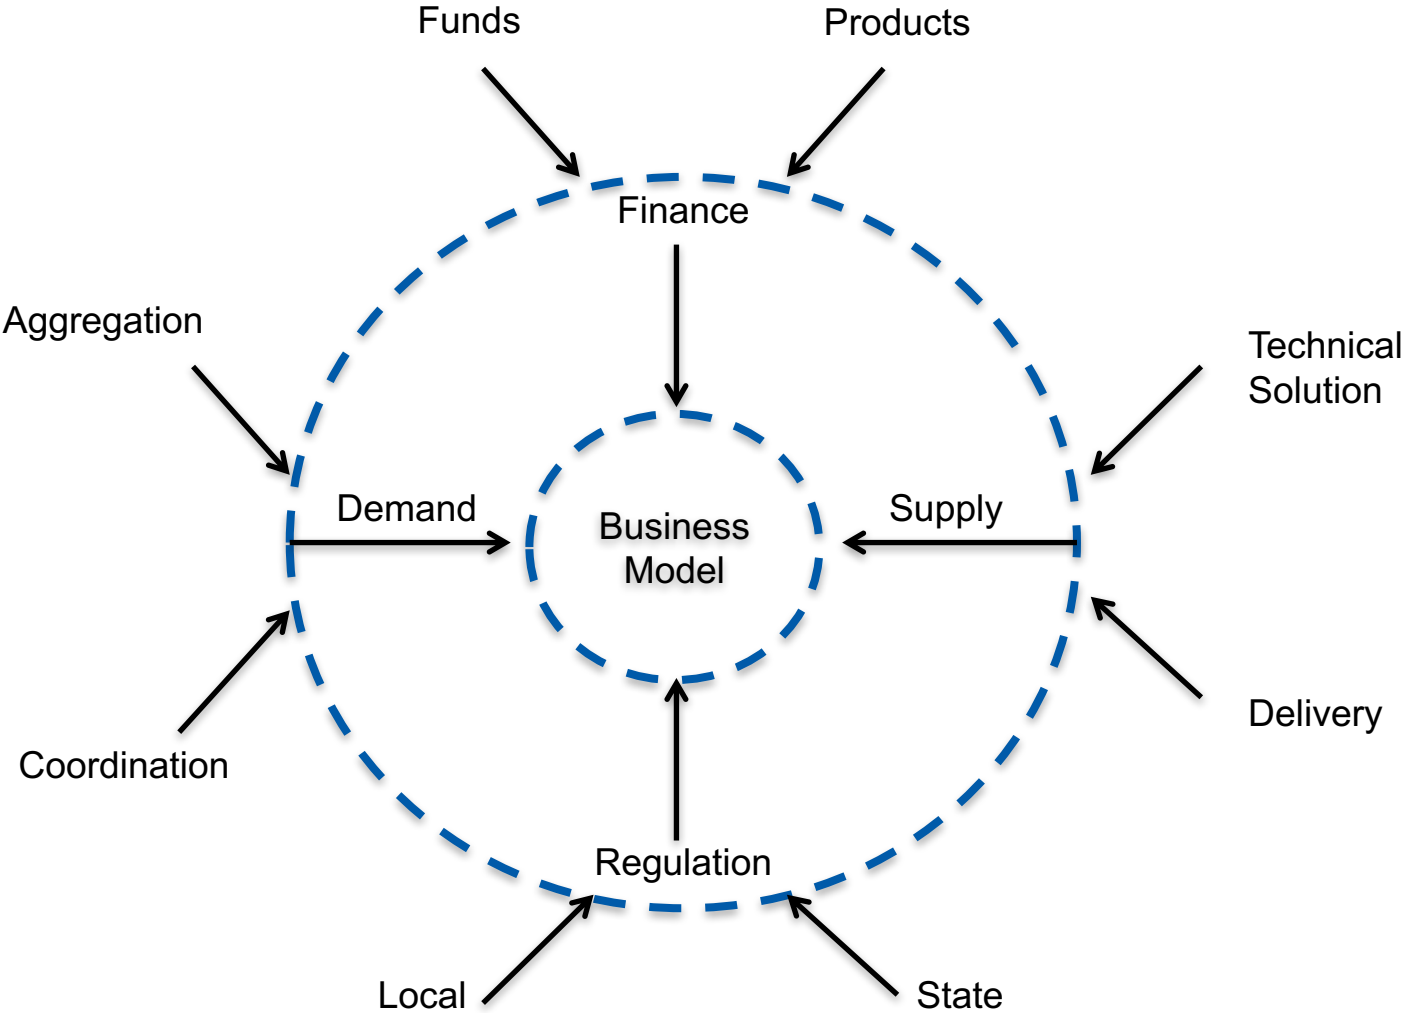 Funds
Products
Finance
Aggregation
Technical
Solution
Demand
Supply
Business
Model
Delivery
Coordination
Regulation
Local
State